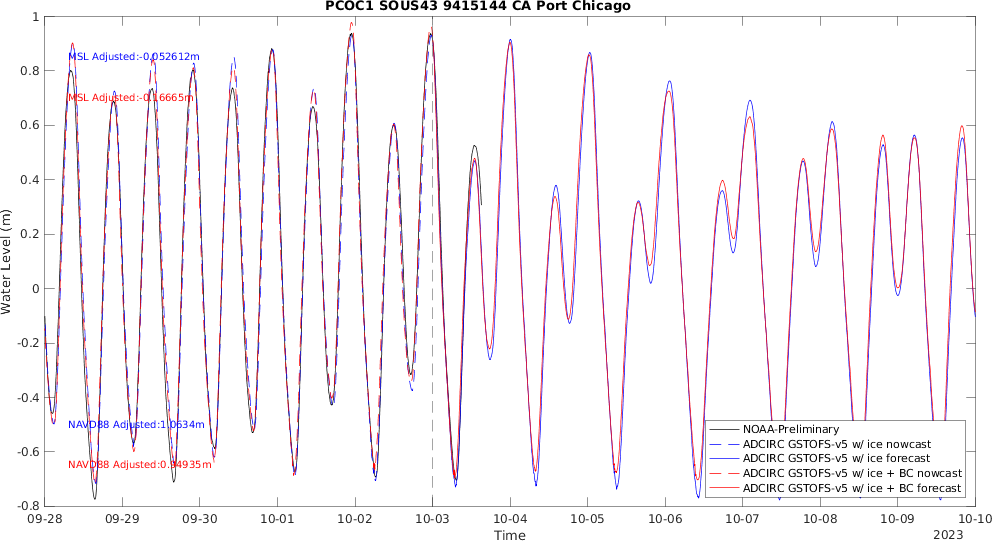 PCOC1 SOUS43 9415144 CA Port Chicago
1
0.8
0.6
0.4
0.2
0
-0.2
-0.4
-0.6
-0.8
Water Level (m)
MSL Adjusted:-0.052612m
MSL Adjusted:-0.16665m
NAVD88 Adjusted:1.0634m
NAVD88 Adjusted:0.94935m
NOAA-Preliminary
ADCIRC GSTOFS-v5 w/ ice nowcast
ADCIRC GSTOFS-v5 w/ ice forecast
ADCIRC GSTOFS-v5 w/ ice + BC nowcast
ADCIRC GSTOFS-v5 w/ ice + BC forecast
09-28 09-29 09-30 10-01 10-02 10-03 10-04 10-05 10-06 10-07 10-08 10-09 10-10
Time
2023